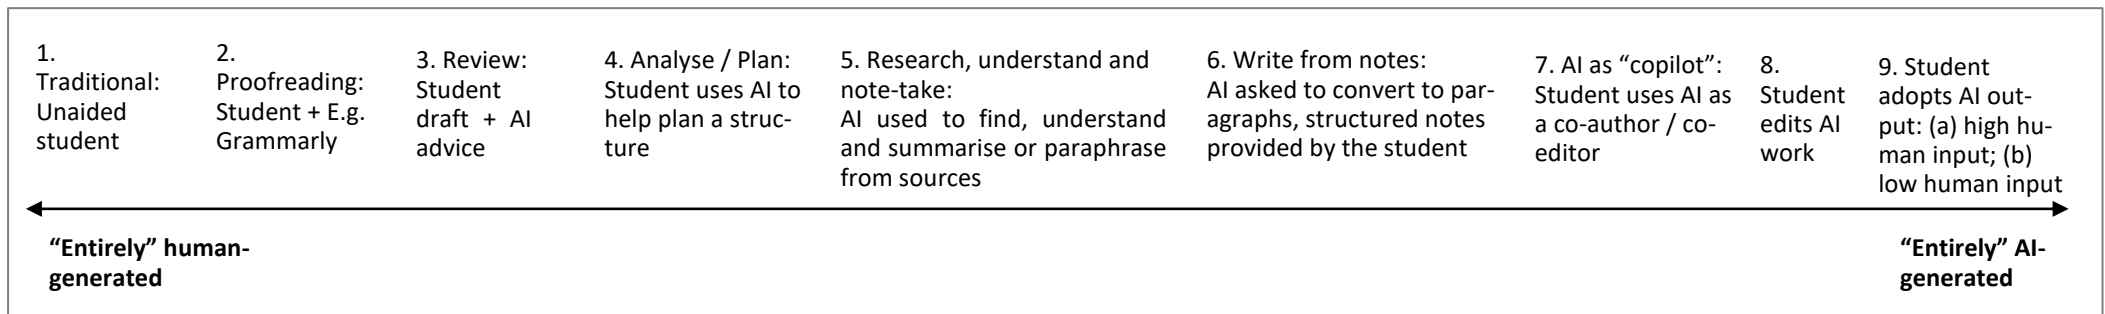 1.
Traditional:
Unaided
student
2.
Proofreading:
Student + E.g.
Grammarly
3. Review:
Student
draft + AI
advice
4. Analyse / Plan:
Student uses AI to
help plan a struc-
ture
5. Research, understand and
note-take:
AI used to find, understand
and summarise or paraphrase
from sources
6. Write from notes:
AI asked to convert to par-
agraphs, structured notes
provided by the student
7. AI as “copilot”:
Student uses AI as
a co-author / co-
editor
8.
Student
edits AI
work
9. Student
adopts AI out-
put: (a) high hu-
man input; (b)
low human input
“Entirely” human-
generated
“Entirely” AI-
generated